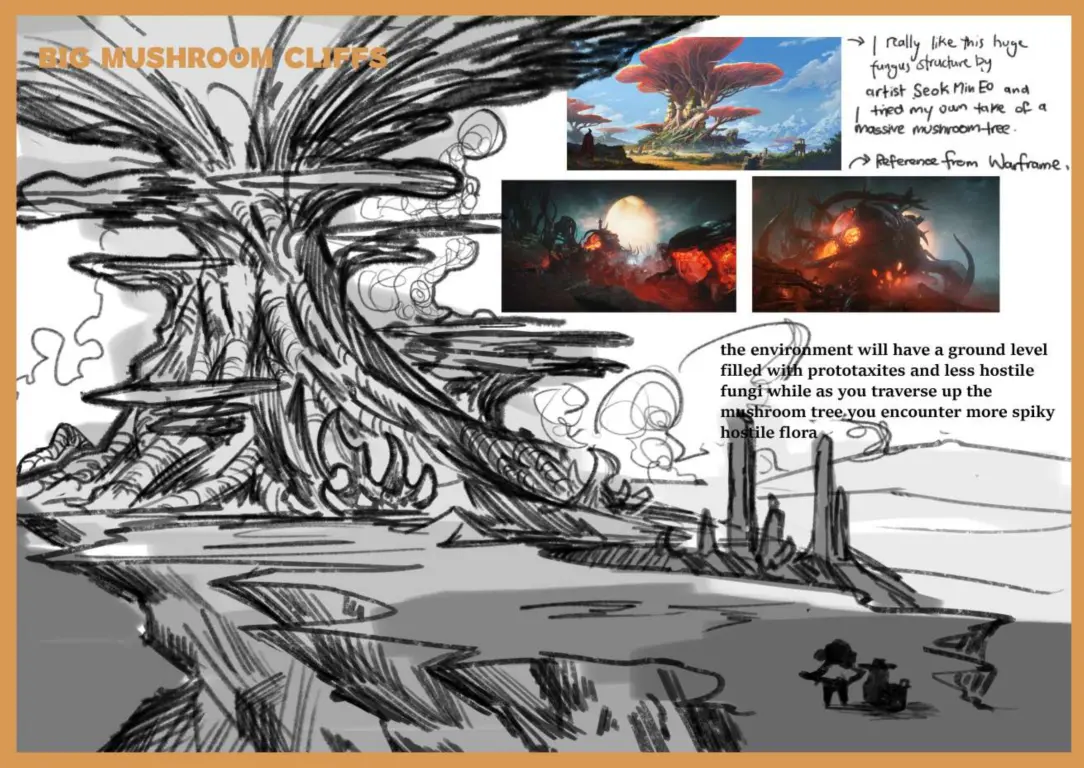 BIG MUSHROOM CLIFFS
→ I really like this huge
fungus structure by
artist Seok Min Eo and
I tried my own take of a
massive mushroom-tree.
→ Reference from Warframe.
the environment will have a ground level
filled with prototaxites and less hostile
fungi while as you traverse up the
mushroom tree you encounter more spiky
hostile flora